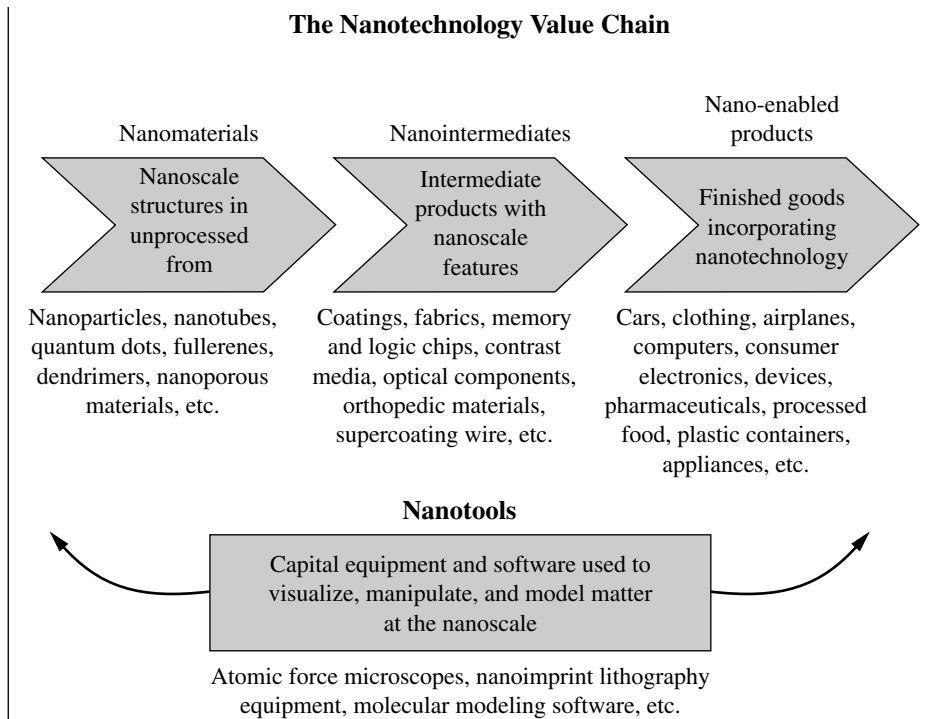 The Nanotechnology Value Chain
Nanomaterials
Nanoscale
structures in
unprocessed
from
Nanoparticles, nanotubes,
quantum dots, fullerenes,
dendrimers, nanoporous
materials, etc.
Nanointermediates
Intermediate
products with
nanoscale
features
Coatings, fabrics, memory
and logic chips, contrast
media, optical components,
orthopedic materials,
supercoating wire, etc.
Nano-enabled
products
Finished goods
incorporating
nanotechnology
Cars, clothing, airplanes,
computers, consumer
electronics, devices,
pharmaceuticals, processed
food, plastic containers,
appliances, etc.
Nanotools
Capital equipment and software used to
visualize, manipulate, and model matter
at the nanoscale
Atomic force microscopes, nanoimprint lithography
equipment, molecular modeling software, etc.